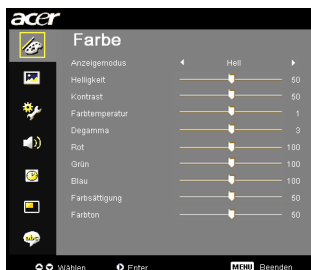 acer
Farbe
Anzeigemodus Hell
Helligkeit 50
Kontrast 50
Farbtemperatur 1
Degamma 3
Rot 100
Grün 100
Blau 100
Farbsättigung 50
Farbton 50
abc
Wählen Enter MENU Beenden